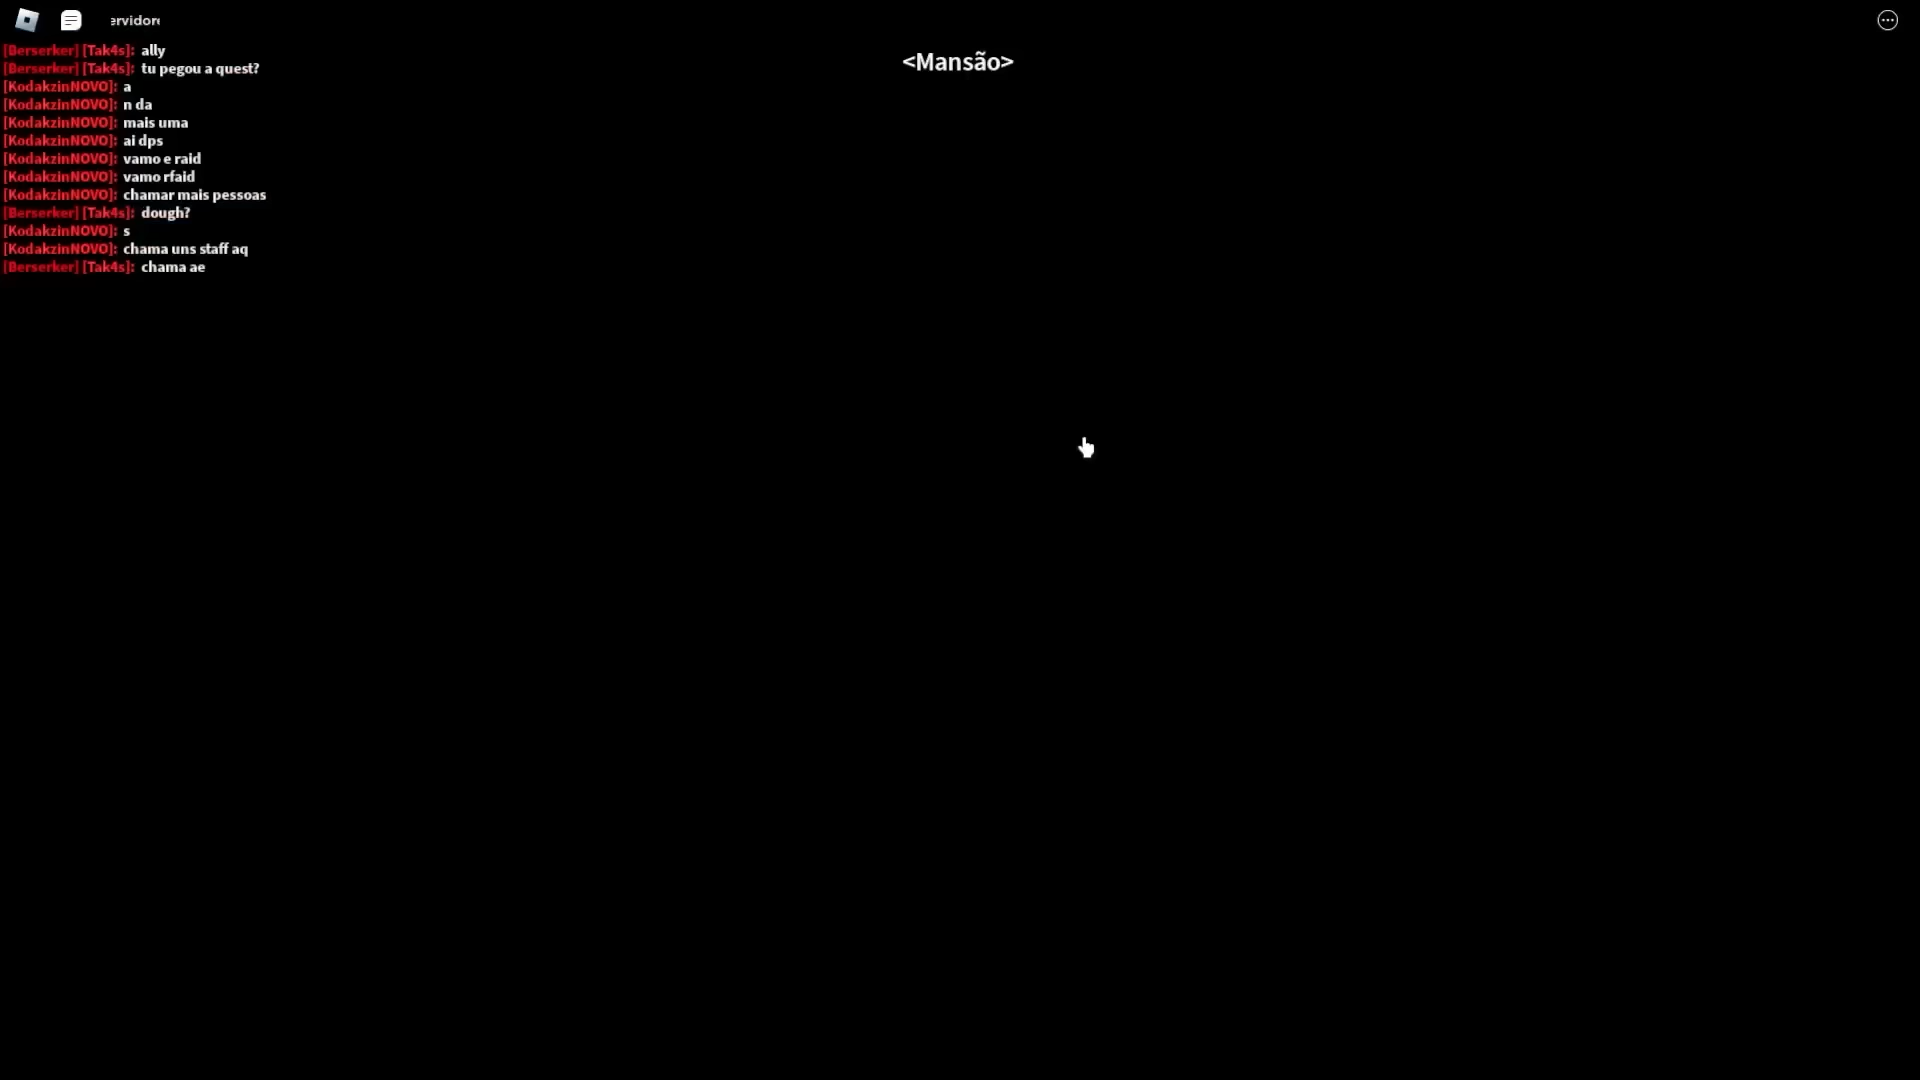 ervidore
<Mansão>
[Berserker] [Tak4s]: ally
[Berserker] [Tak4s]: tu pegou a quest?
[KodakzinNOVO]: a
[KodakzinNOVO]: n da
[KodakzinNOVO]: mais uma
[KodakzinNOVO]: ai dps
[KodakzinNOVO]: vamo e raid
[KodakzinNOVO]: vamo rfaid
[KodakzinNOVO]: chamar mais pessoas
[Berserker] [Tak4s]: dough?
[KodakzinNOVO]: s
[KodakzinNOVO]: chama uns staff aq
[Berserker] [Tak4s]: chama ae